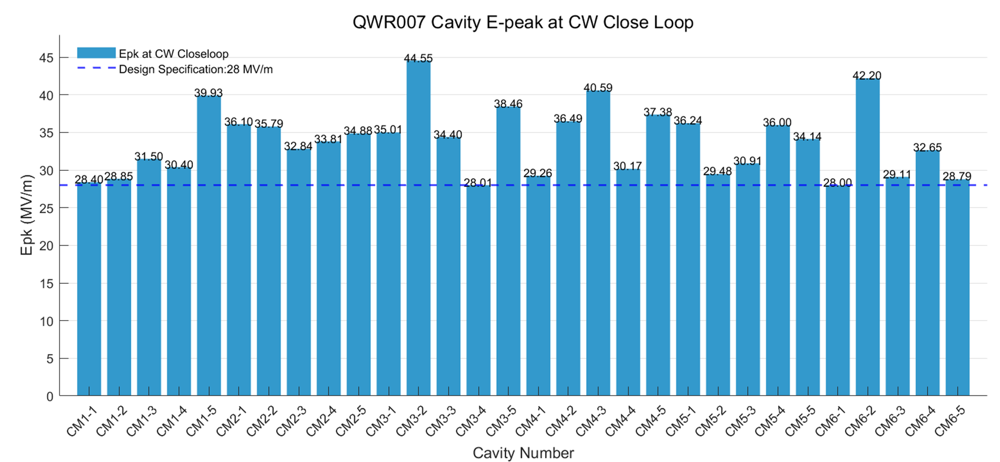 QWR007 Cavity E-peak at CW Close Loop
Epk at CW Closeloop
Design Specification:28 MV/m
Epk (MV/m)
45
40
35
30
25
20
15
10
5
0
28.40 28.85 31.50 30.40 39.93 36.10 35.79 32.84 33.81 34.88 35.01 44.55 34.40 28.01 38.46 29.26 36.49 40.59 30.17 37.38 36.24 29.48 30.91 36.00 34.14 28.00 42.20 29.11 32.65 28.79
CM1-1 CM1-2 CM1-3 CM1-4 CM1-5 CM2-1 CM2-2 CM2-3 CM2-4 CM2-5 CM3-1 CM3-2 CM3-3 CM3-4 CM3-5 CM4-1 CM4-2 CM4-3 CM4-4 CM4-5 CM5-1 CM5-2 CM5-3 CM5-4 CM5-5 CM6-1 CM6-2 CM6-3 CM6-4 CM6-5
Cavity Number